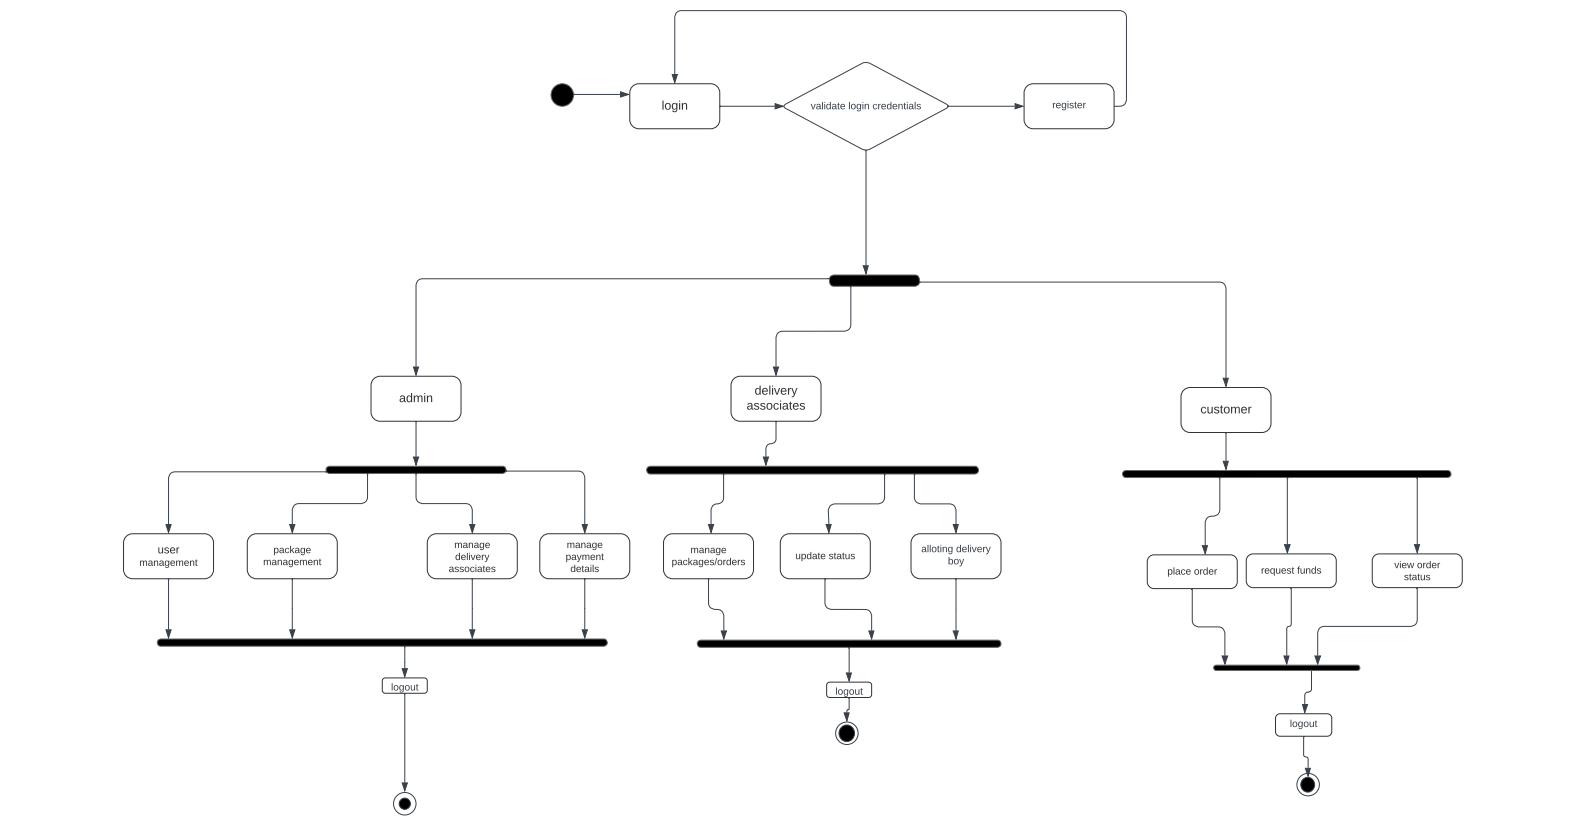 login
validate login credentials
register
admin
delivery
associates
customer
user
management
package
management
manage
delivery
associates
manage
payment
details
manage
packages/orders
update status
alloting delivery
boy
place order
request funds
view order
status
logout
logout
logout